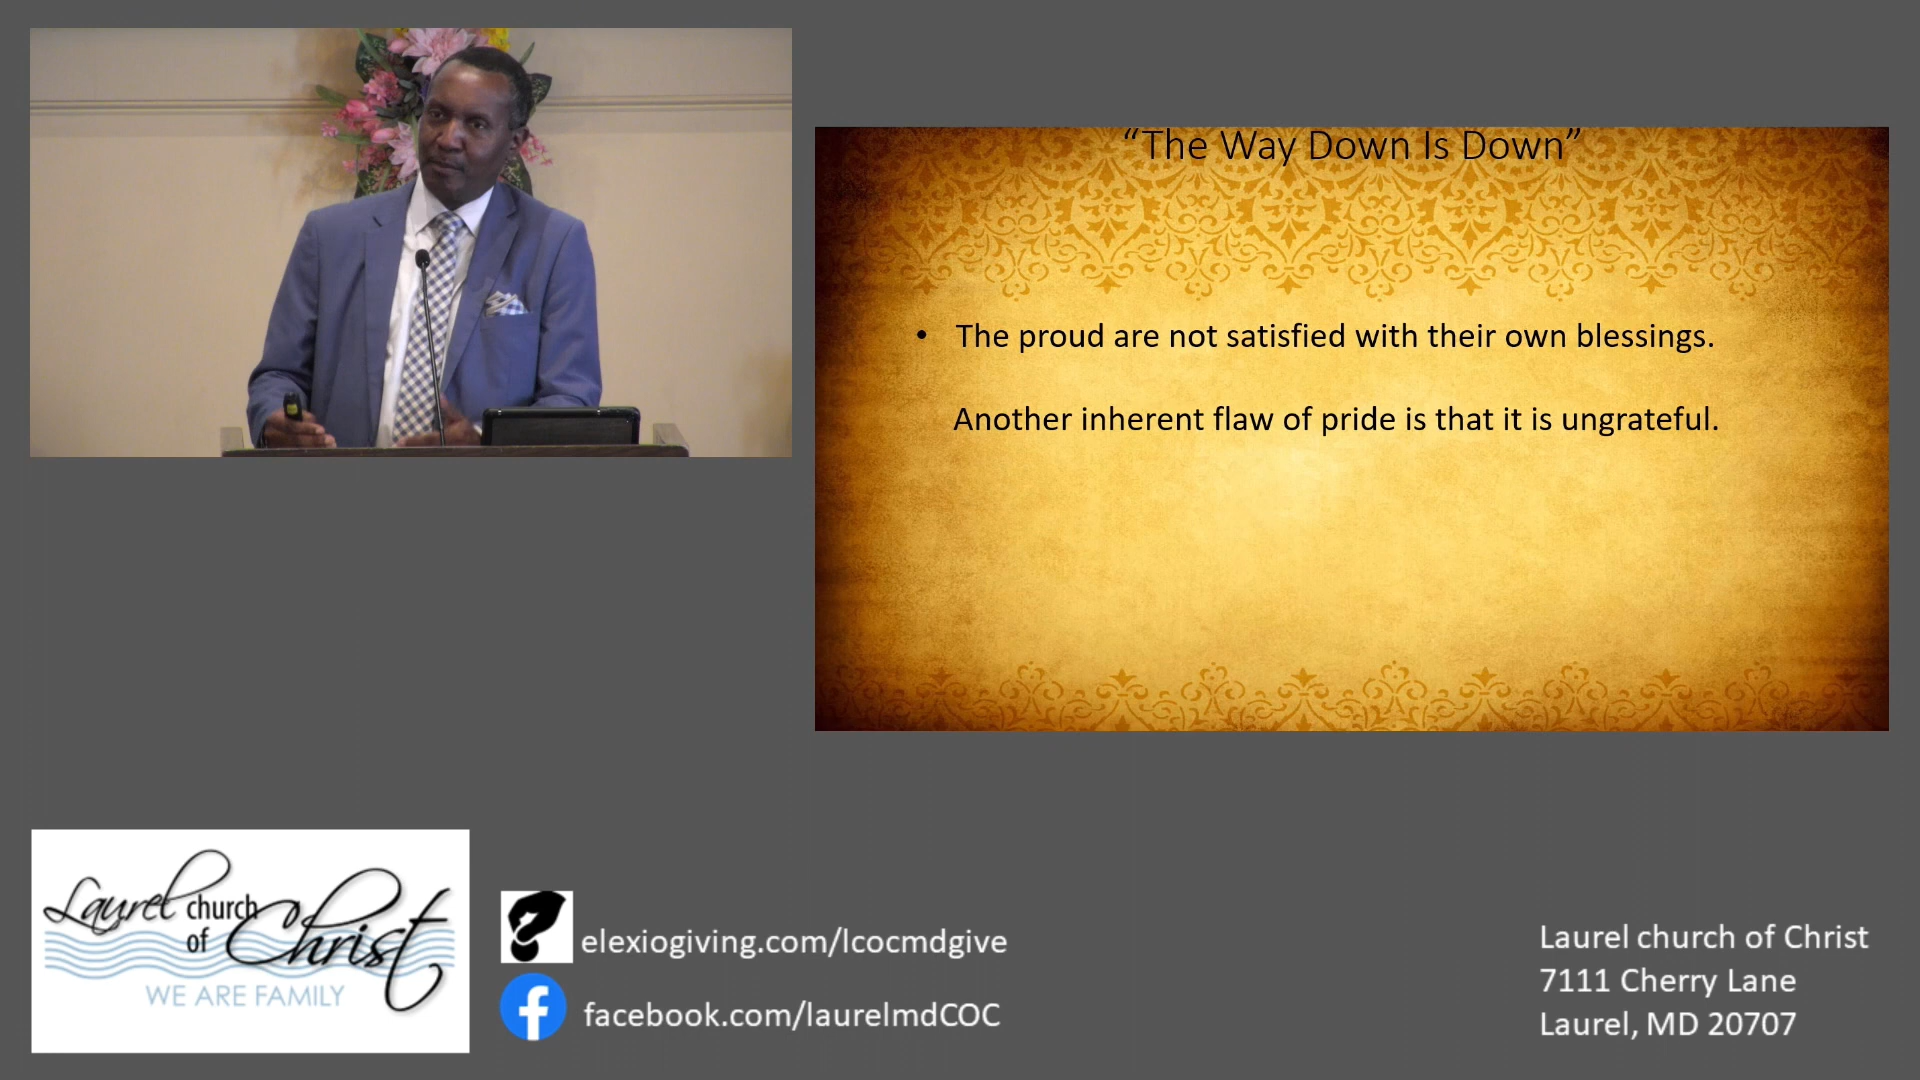 “The Way Down Is Down”
• The proud are not satisfied with their own blessings.
Another inherent flaw of pride is that it is ungrateful.
Laurel church
of Christ
WE ARE FAMILY
elexiogiving.com/lcocmdgive
facebook.com/laurelmdCOC
Laurel church of Christ
7111 Cherry Lane
Laurel, MD 20707